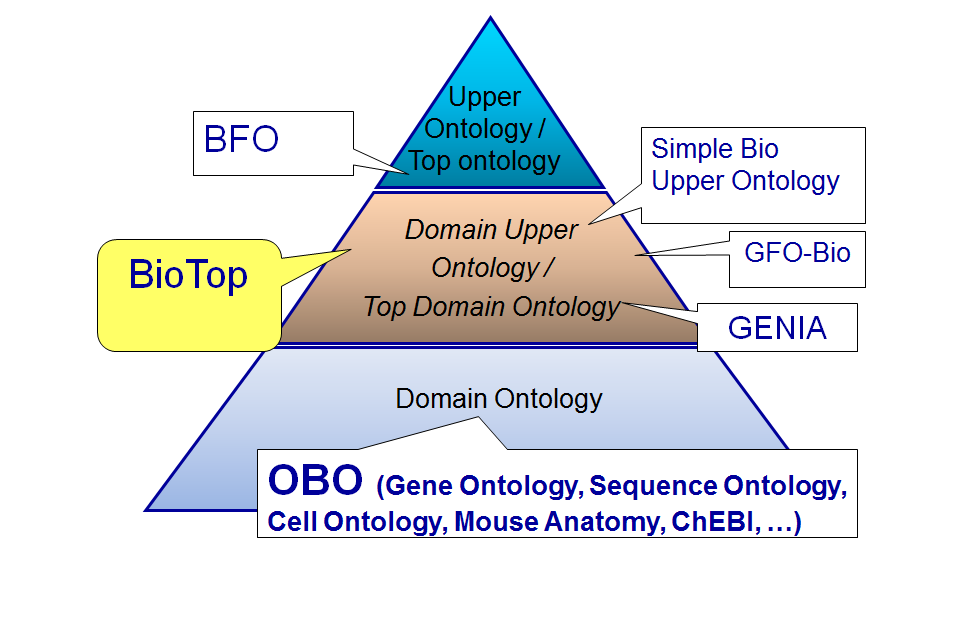 Upper
Ontology /
Top ontology
BFO
Simple Bio
Upper Ontology
Domain Upper
Ontology /
Top Domain Ontology
BioTop
GFO-Bio
GENIA
Domain Ontology
OBO (Gene Ontology, Sequence Ontology,
Cell Ontology, Mouse Anatomy, ChEBI, …)